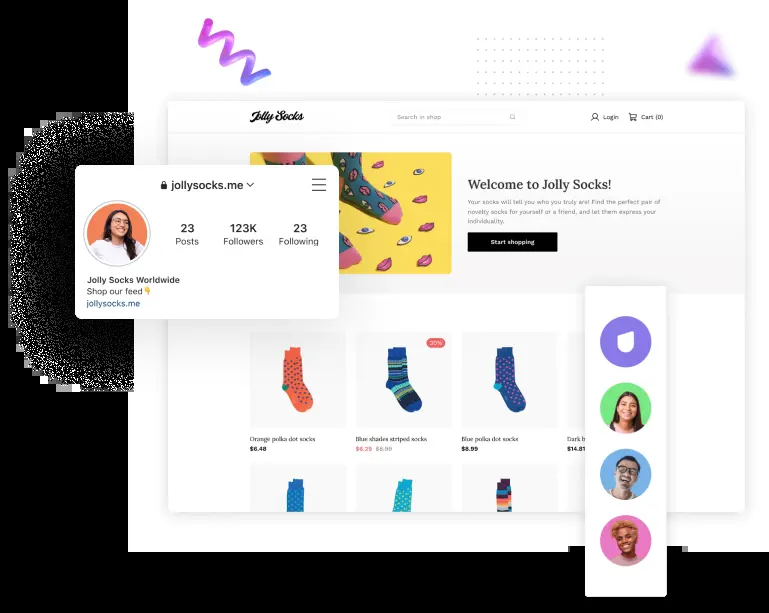 Jolly Socks
Search in shop
Login
Cart (0)
jollysocks.me
23
123K
23
Posts
Followers
Following
Jolly Socks Worldwide
Shop our feed👇
jollysocks.me
Welcome to Jolly Socks!
Your socks will tell you who you truly are! Find the perfect pair of
novelty socks for yourself or a friend, and let them express your
individuality.
Start shopping
30%
Orange polka dot socks
$6.48
Blue shades striped socks
$6.29 $8.99
Blue polka dot socks
$8.99
Dark b
$14.81